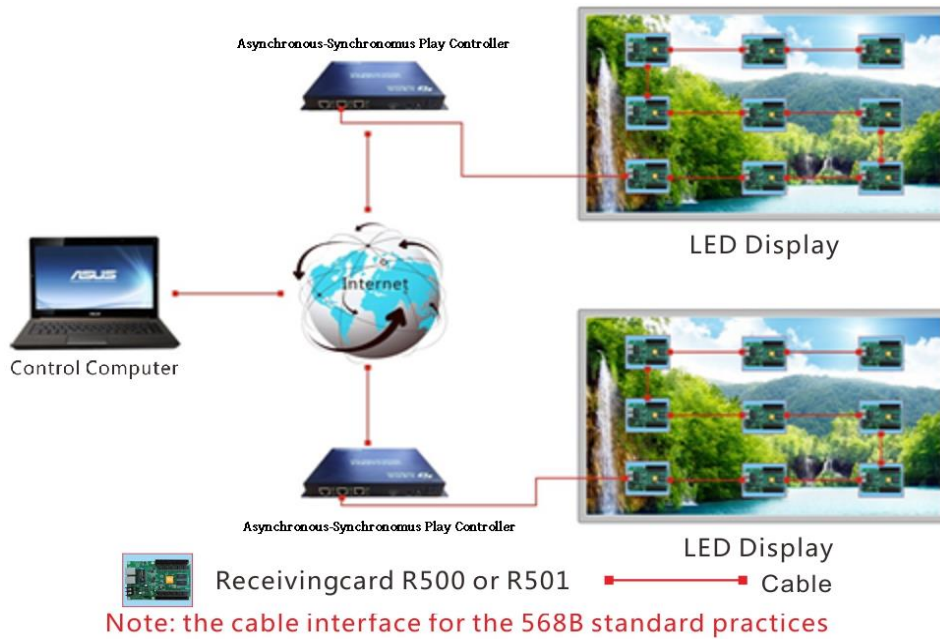 Asynchronous-Synchronomus Play Controller
LED Display
ASUS
Internet
Control Computer
Asynchronous-Synchronomus Play Controller
LED Display
Receivingcard R500 or R501
Cable
Note: the cable interface for the 568B standard practices